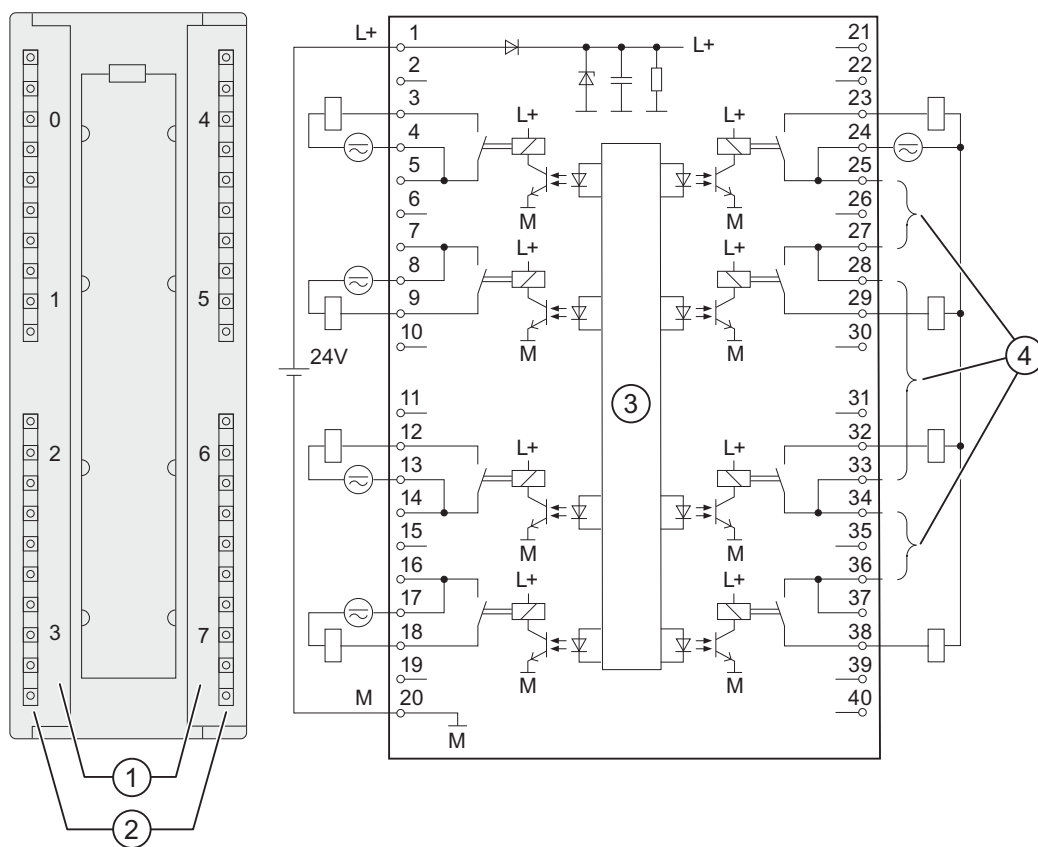 0 4
1 5
2 6
3 7
1
2
L+ 1 L+ 21
2 22
3 23
L+ L+
4 24
5 25
M M
6 26
7 27
L+ L+
8 28
9 29
M M
10 30
24V
3
4
11 31
12 32
L+ L+
13 33
14 34
M M
15 35
16 36
L+ L+
17 37
18 38
M M
19 39
M 20 40
M